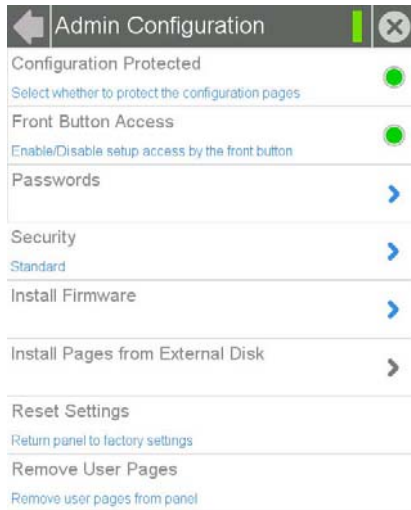 Admin Configuration
Configuration Protected
Select whether to protect the configuration pages
Front Button Access
Enable/Disable setup access by the front button
Passwords
Security
Standard
Install Firmware
Install Pages from External Disk
Reset Settings
Return panel to factory settings
Remove User Pages
Remove user pages from panel